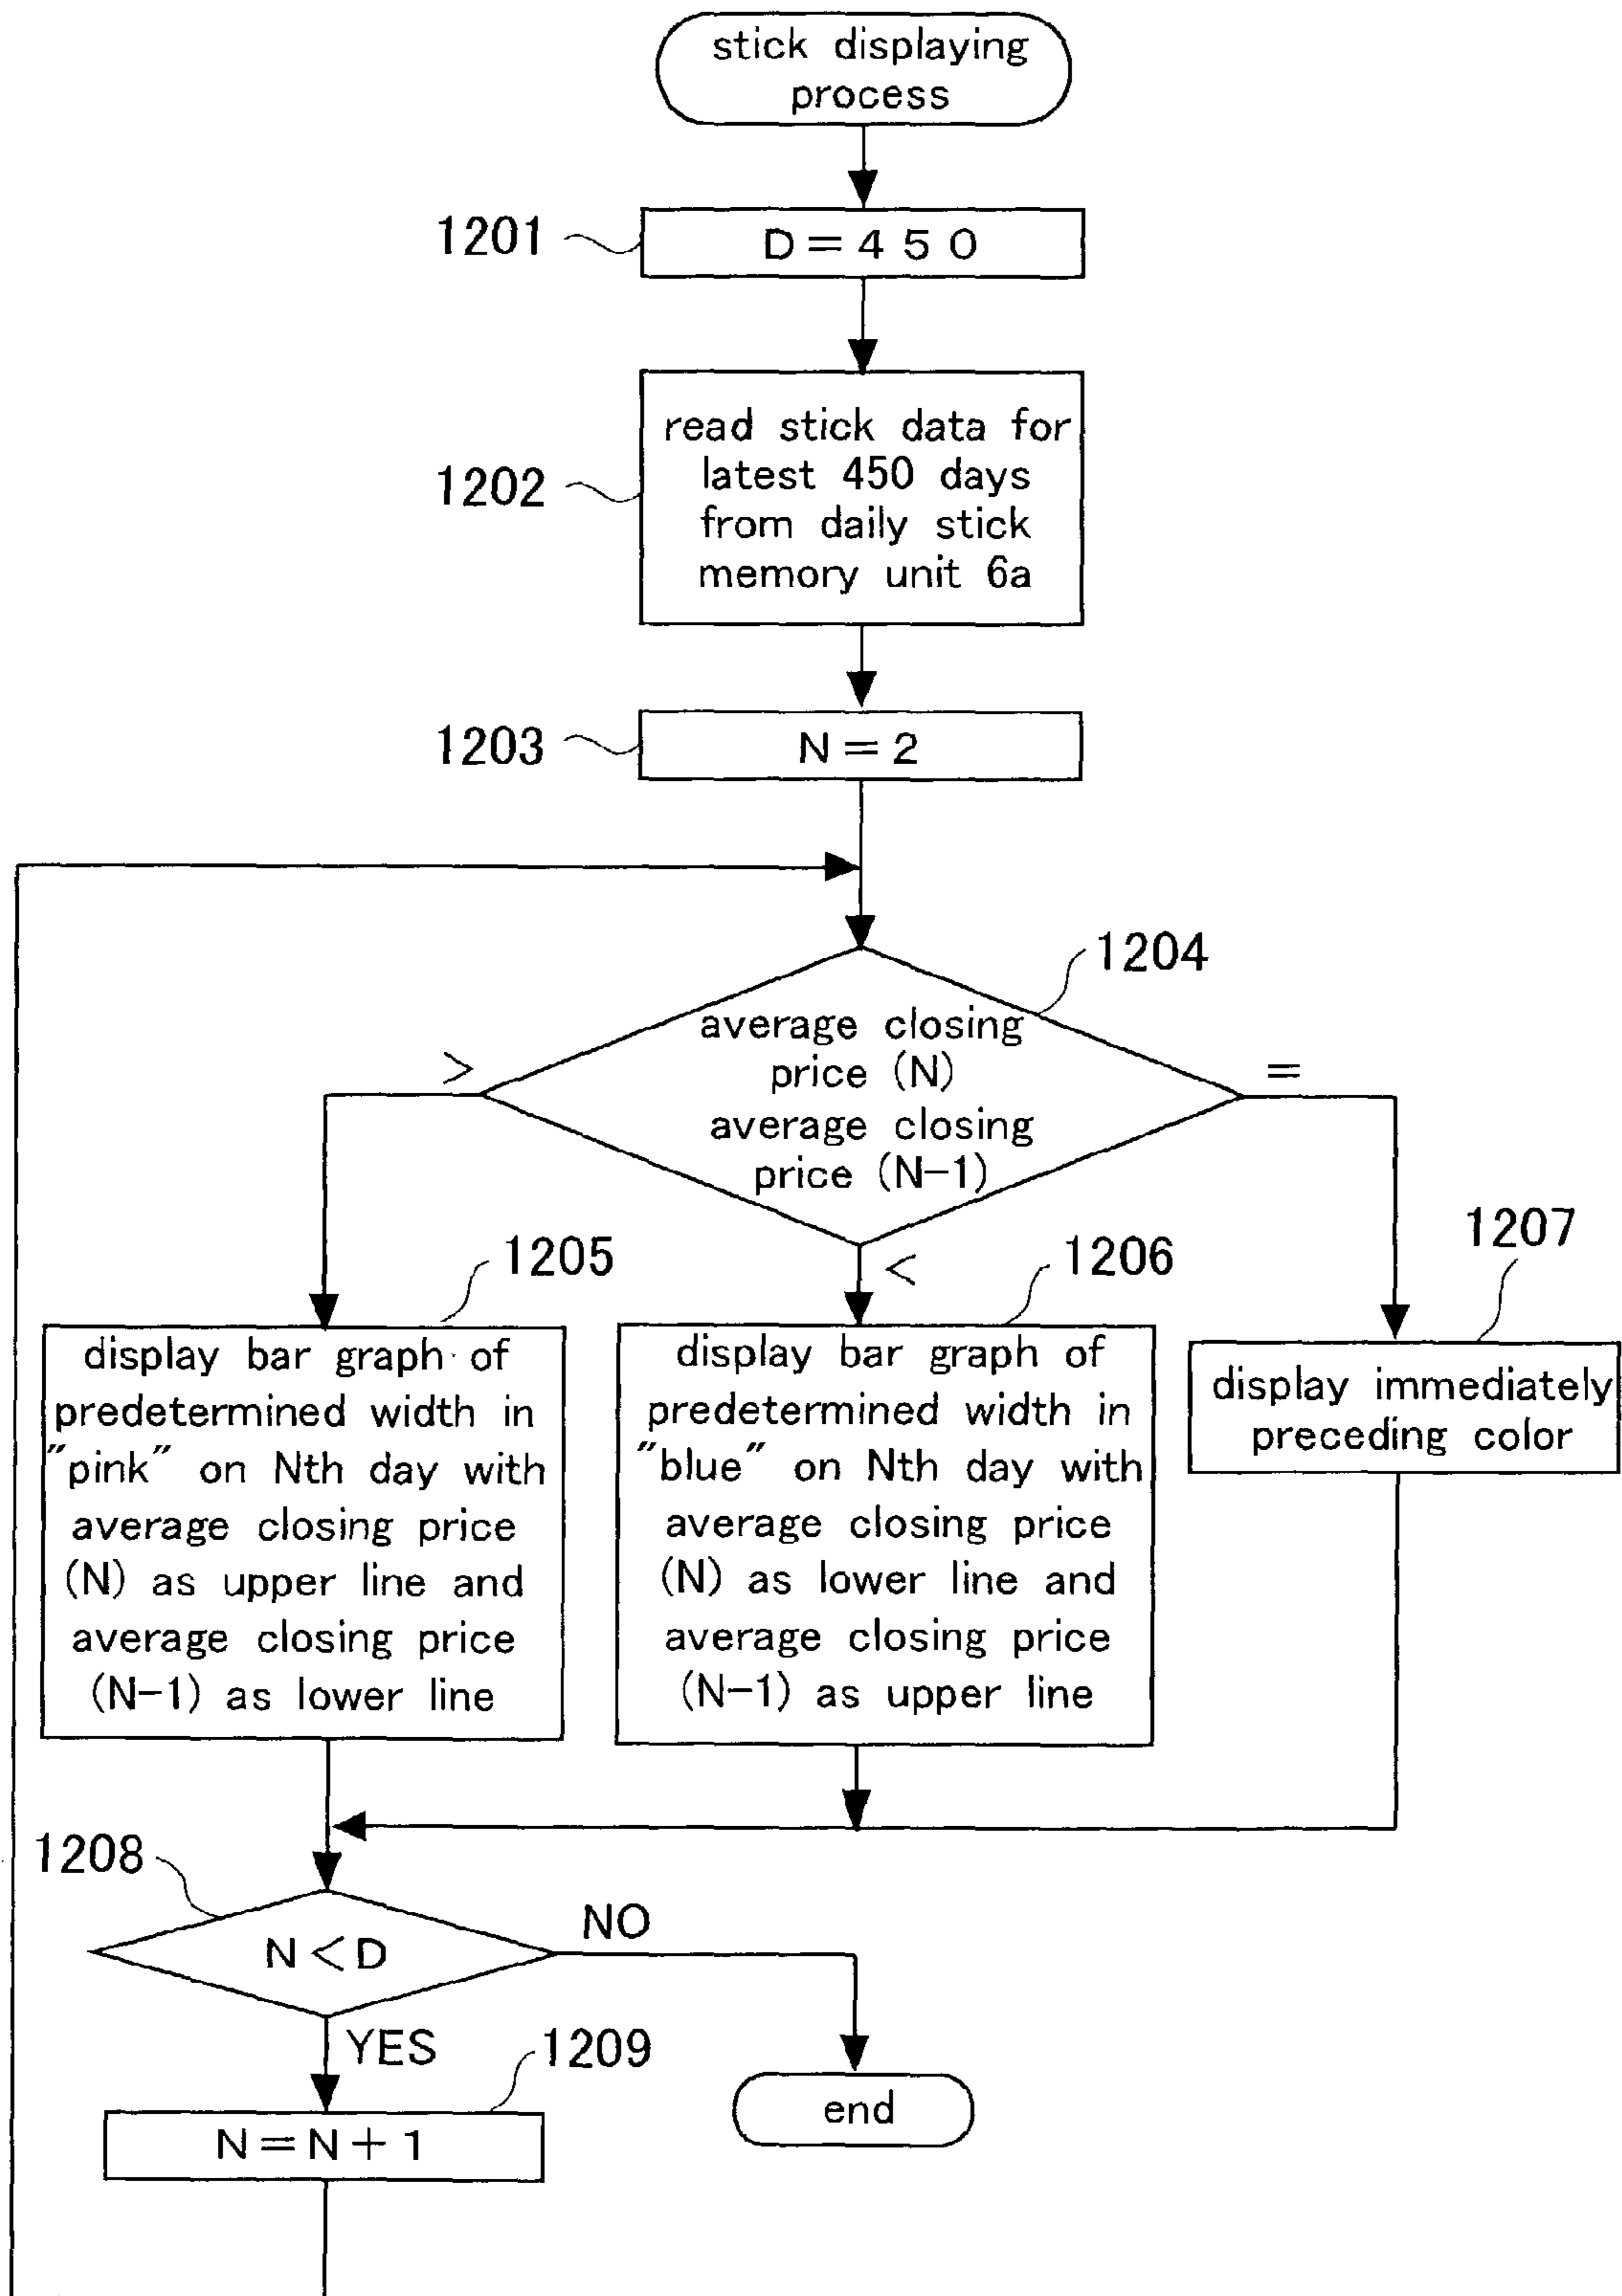 stick displaying
process
1201
D=450
1202
read stick data for
latest 450 days
from daily stick
memory unit 6a
1203
N=2
1204
average closing
price (N)
average closing
price (N-1)
>
=
<
1205
display bar graph of
predetermined width in
"pink" on Nth day with
average closing price
(N) as upper line and
average closing price
(N-1) as lower line
1206
display bar graph of
predetermined width in
"blue" on Nth day with
average closing price
(N) as lower line and
average closing price
(N-1) as upper line
1207
display immediately
preceding color
1208
N<D
NO
YES
1209
N=N+1
end